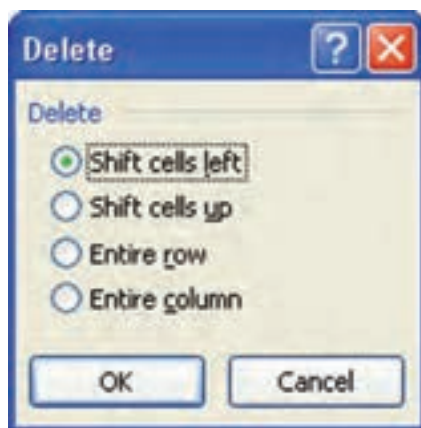 Delete
Delete
Shift cells left
Shift cells up
Entire row
Entire column
OK
Cancel